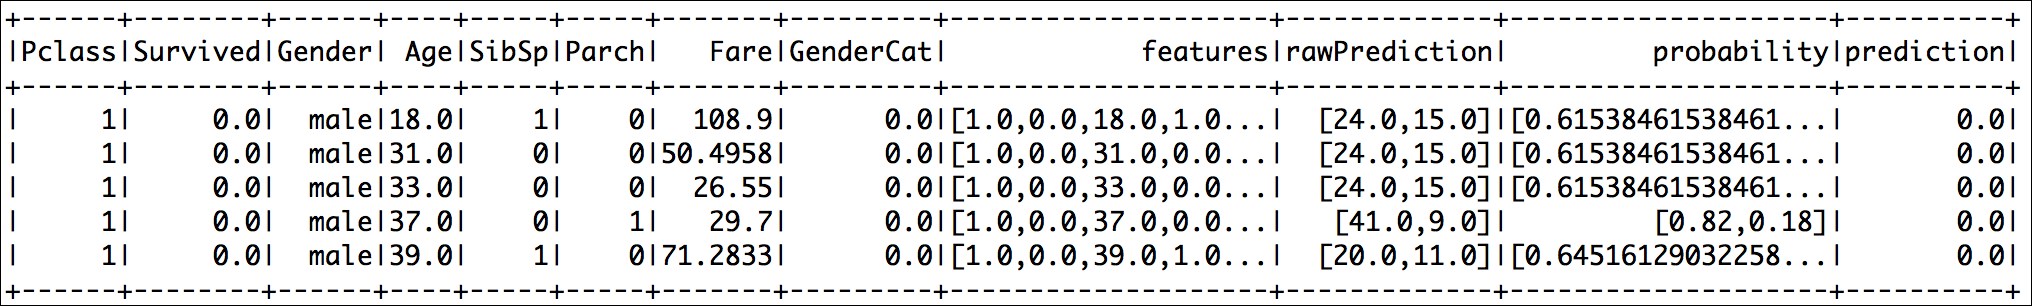 +------+--------+------+----+-----+-----+-------+---------+--------------------+-------------+--------------------+----------+
|Pclass|Survived|Gender| Age|SibSp|Parch|   Fare|GenderCat|            features|rawPrediction|         probability|prediction|
+------+--------+------+----+-----+-----+-------+---------+--------------------+-------------+--------------------+----------+
|     1|     0.0|  male|18.0|    1|    0|  108.9|      0.0|[1.0,0.0,18.0,1.0...|  [24.0,15.0]|[0.61538461538461...|       0.0|
|     1|     0.0|  male|31.0|    0|    0|50.4958|      0.0|[1.0,0.0,31.0,0.0...|  [24.0,15.0]|[0.61538461538461...|       0.0|
|     1|     0.0|  male|33.0|    0|    0|  26.55|      0.0|[1.0,0.0,33.0,0.0...|  [24.0,15.0]|[0.61538461538461...|       0.0|
|     1|     0.0|  male|37.0|    0|    1|   29.7|      0.0|[1.0,0.0,37.0,0.0...|   [41.0,9.0]|         [0.82,0.18]|       0.0|
|     1|     0.0|  male|39.0|    1|    0|71.2833|      0.0|[1.0,0.0,39.0,1.0...|  [20.0,11.0]|[0.64516129032258...|       0.0|
+------+--------+------+----+-----+-----+-------+---------+--------------------+-------------+--------------------+----------+